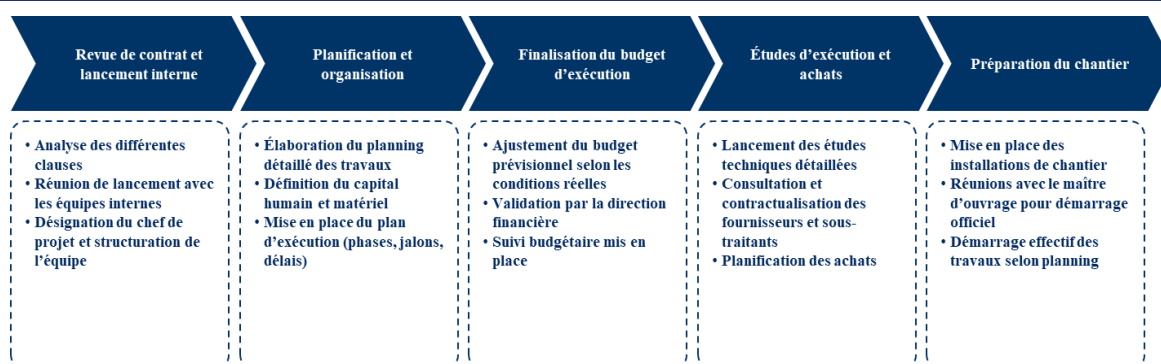 Revue de contrat et
lancement interne
Planification et
organisation
Finalisation du budget
d’exécution
Études d’exécution et
achats
Préparation du chantier
• Analyse des différentes
clauses
• Réunion de lancement avec
les équipes internes
• Désignation du chef de
projet et structuration de
l’équipe
• Élaboration du planning
détaillé des travaux
• Définition du capital
humain et matériel
• Mise en place du plan
d’exécution (phases, jalons,
délais)
• Ajustement du budget
prévisionnel selon les
conditions réelles
• Validation par la direction
financière
• Suivi budgétaire mis en
place
• Lancement des études
techniques détaillées
• Consultation et
contractualisation des
fournisseurs et sous-
traitants
• Planification des achats
• Mise en place des
installations de chantier
• Réunions avec le maître
d’ouvrage pour démarrage
officiel
• Démarrage effectif des
travaux selon planning